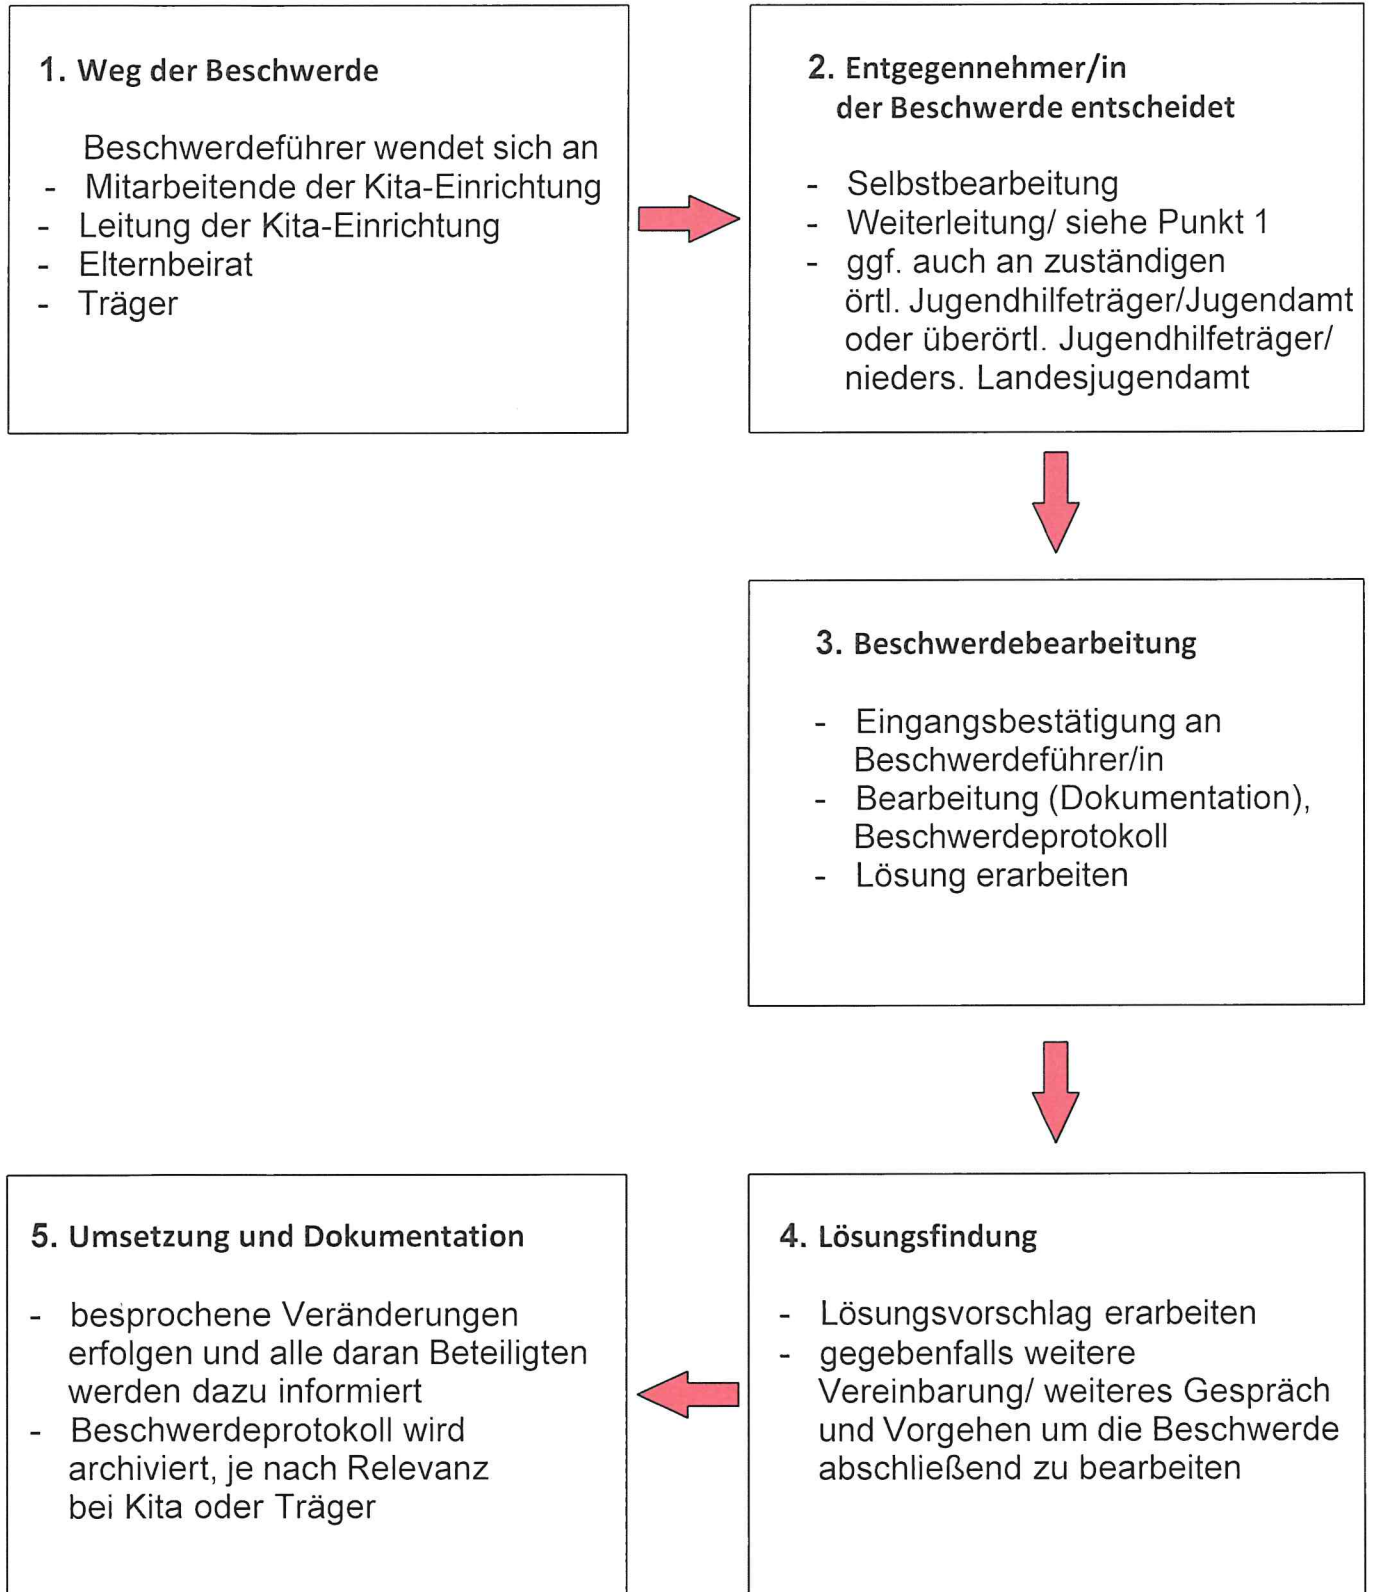 1. Weg der Beschwerde
Beschwerdeführer wendet sich an
- Mitarbeitende der Kita-Einrichtung
- Leitung der Kita-Einrichtung
- Elternbeirat
- Träger
2. Entgegennehmer/in
der Beschwerde entscheidet
- Selbstbearbeitung
- Weiterleitung/ siehe Punkt 1
- ggf. auch an zuständigen
örtl. Jugendhilfeträger/Jugendamt
oder überörtl. Jugendhilfeträger/
nieders. Landesjugendamt
3. Beschwerdebearbeitung
- Eingangsbestätigung an
Beschwerdeführer/in
- Bearbeitung (Dokumentation),
Beschwerdeprotokoll
- Lösung erarbeiten
4. Lösungsfindung
- Lösungsvorschlag erarbeiten
- gegebenfalls weitere
Vereinbarung/ weiteres Gespräch
und Vorgehen um die Beschwerde
abschließend zu bearbeiten
5. Umsetzung und Dokumentation
- besprochene Veränderungen
erfolgen und alle daran Beteiligten
werden dazu informiert
- Beschwerdeprotokoll wird
archiviert, je nach Relevanz
bei Kita oder Träger